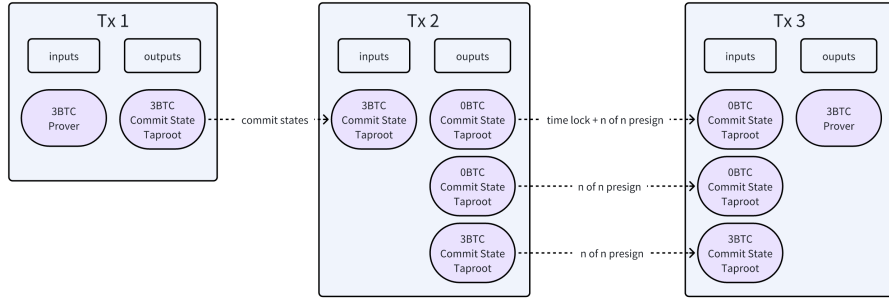 Tx 1
inputs
outputs
3BTC
Prover
3BTC
Commit State
Taproot
commit states
Tx 2
inputs
ouputs
3BTC
Commit State
Taproot
0BTC
Commit State
Taproot
0BTC
Commit State
Taproot
3BTC
Commit State
Taproot
time lock + n of n presign
n of n presign
n of n presign
Tx 3
inputs
ouputs
0BTC
Commit State
Taproot
3BTC
Prover
0BTC
Commit State
Taproot
3BTC
Commit State
Taproot